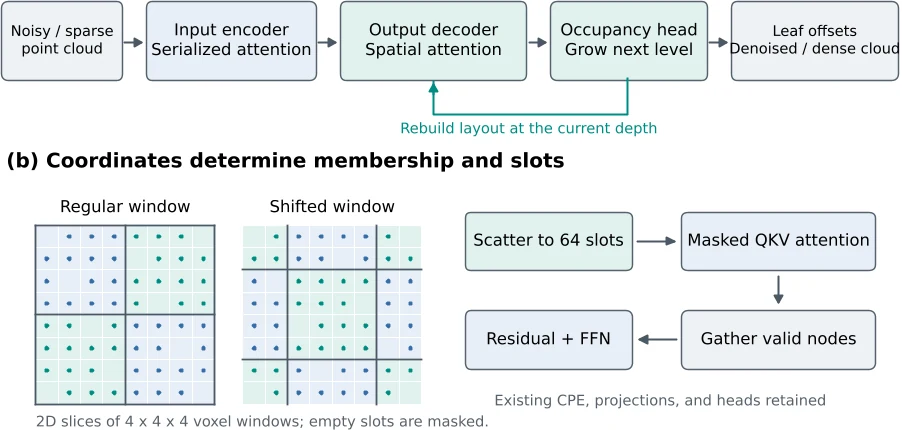 Noisy / sparse
point cloud
Input encoder
Serialized attention
Output decoder
Spatial attention
Occupancy head
Grow next level
Leaf offsets
Denoised / dense cloud
Rebuild layout at the current depth
(b) Coordinates determine membership and slots
Regular window
Shifted window
Scatter to 64 slots
Masked QKV attention
Residual + FFN
Gather valid nodes
Existing CPE, projections, and heads retained
2D slices of 4 x 4 x 4 voxel windows; empty slots are masked.